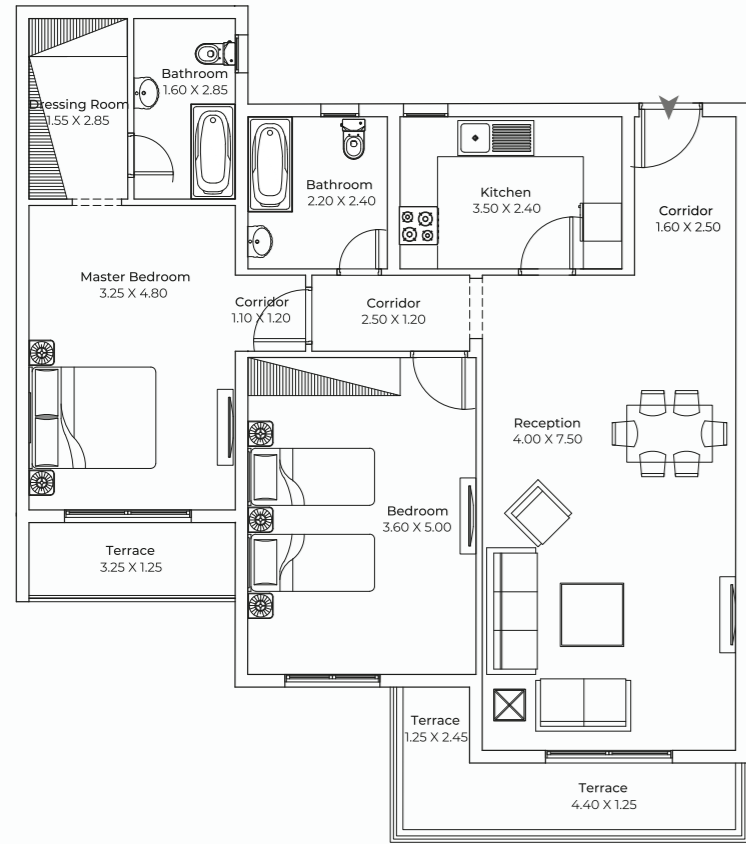 Bathroom
1.60 X 2.85
Dressing Room
1.55 X 2.85
Bathroom
2.20 X 2.40
Kitchen
3.50 X 2.40
Corridor
1.60 X 2.50
Master Bedroom
3.25 X 4.80
Corridor
1.10 X 1.20
Corridor
2.50 X 1.20
Reception
4.00 X 7.50
Bedroom
3.60 X 5.00
Terrace
3.25 X 1.25
Terrace
1.25 X 2.45
Terrace
4.40 X 1.25